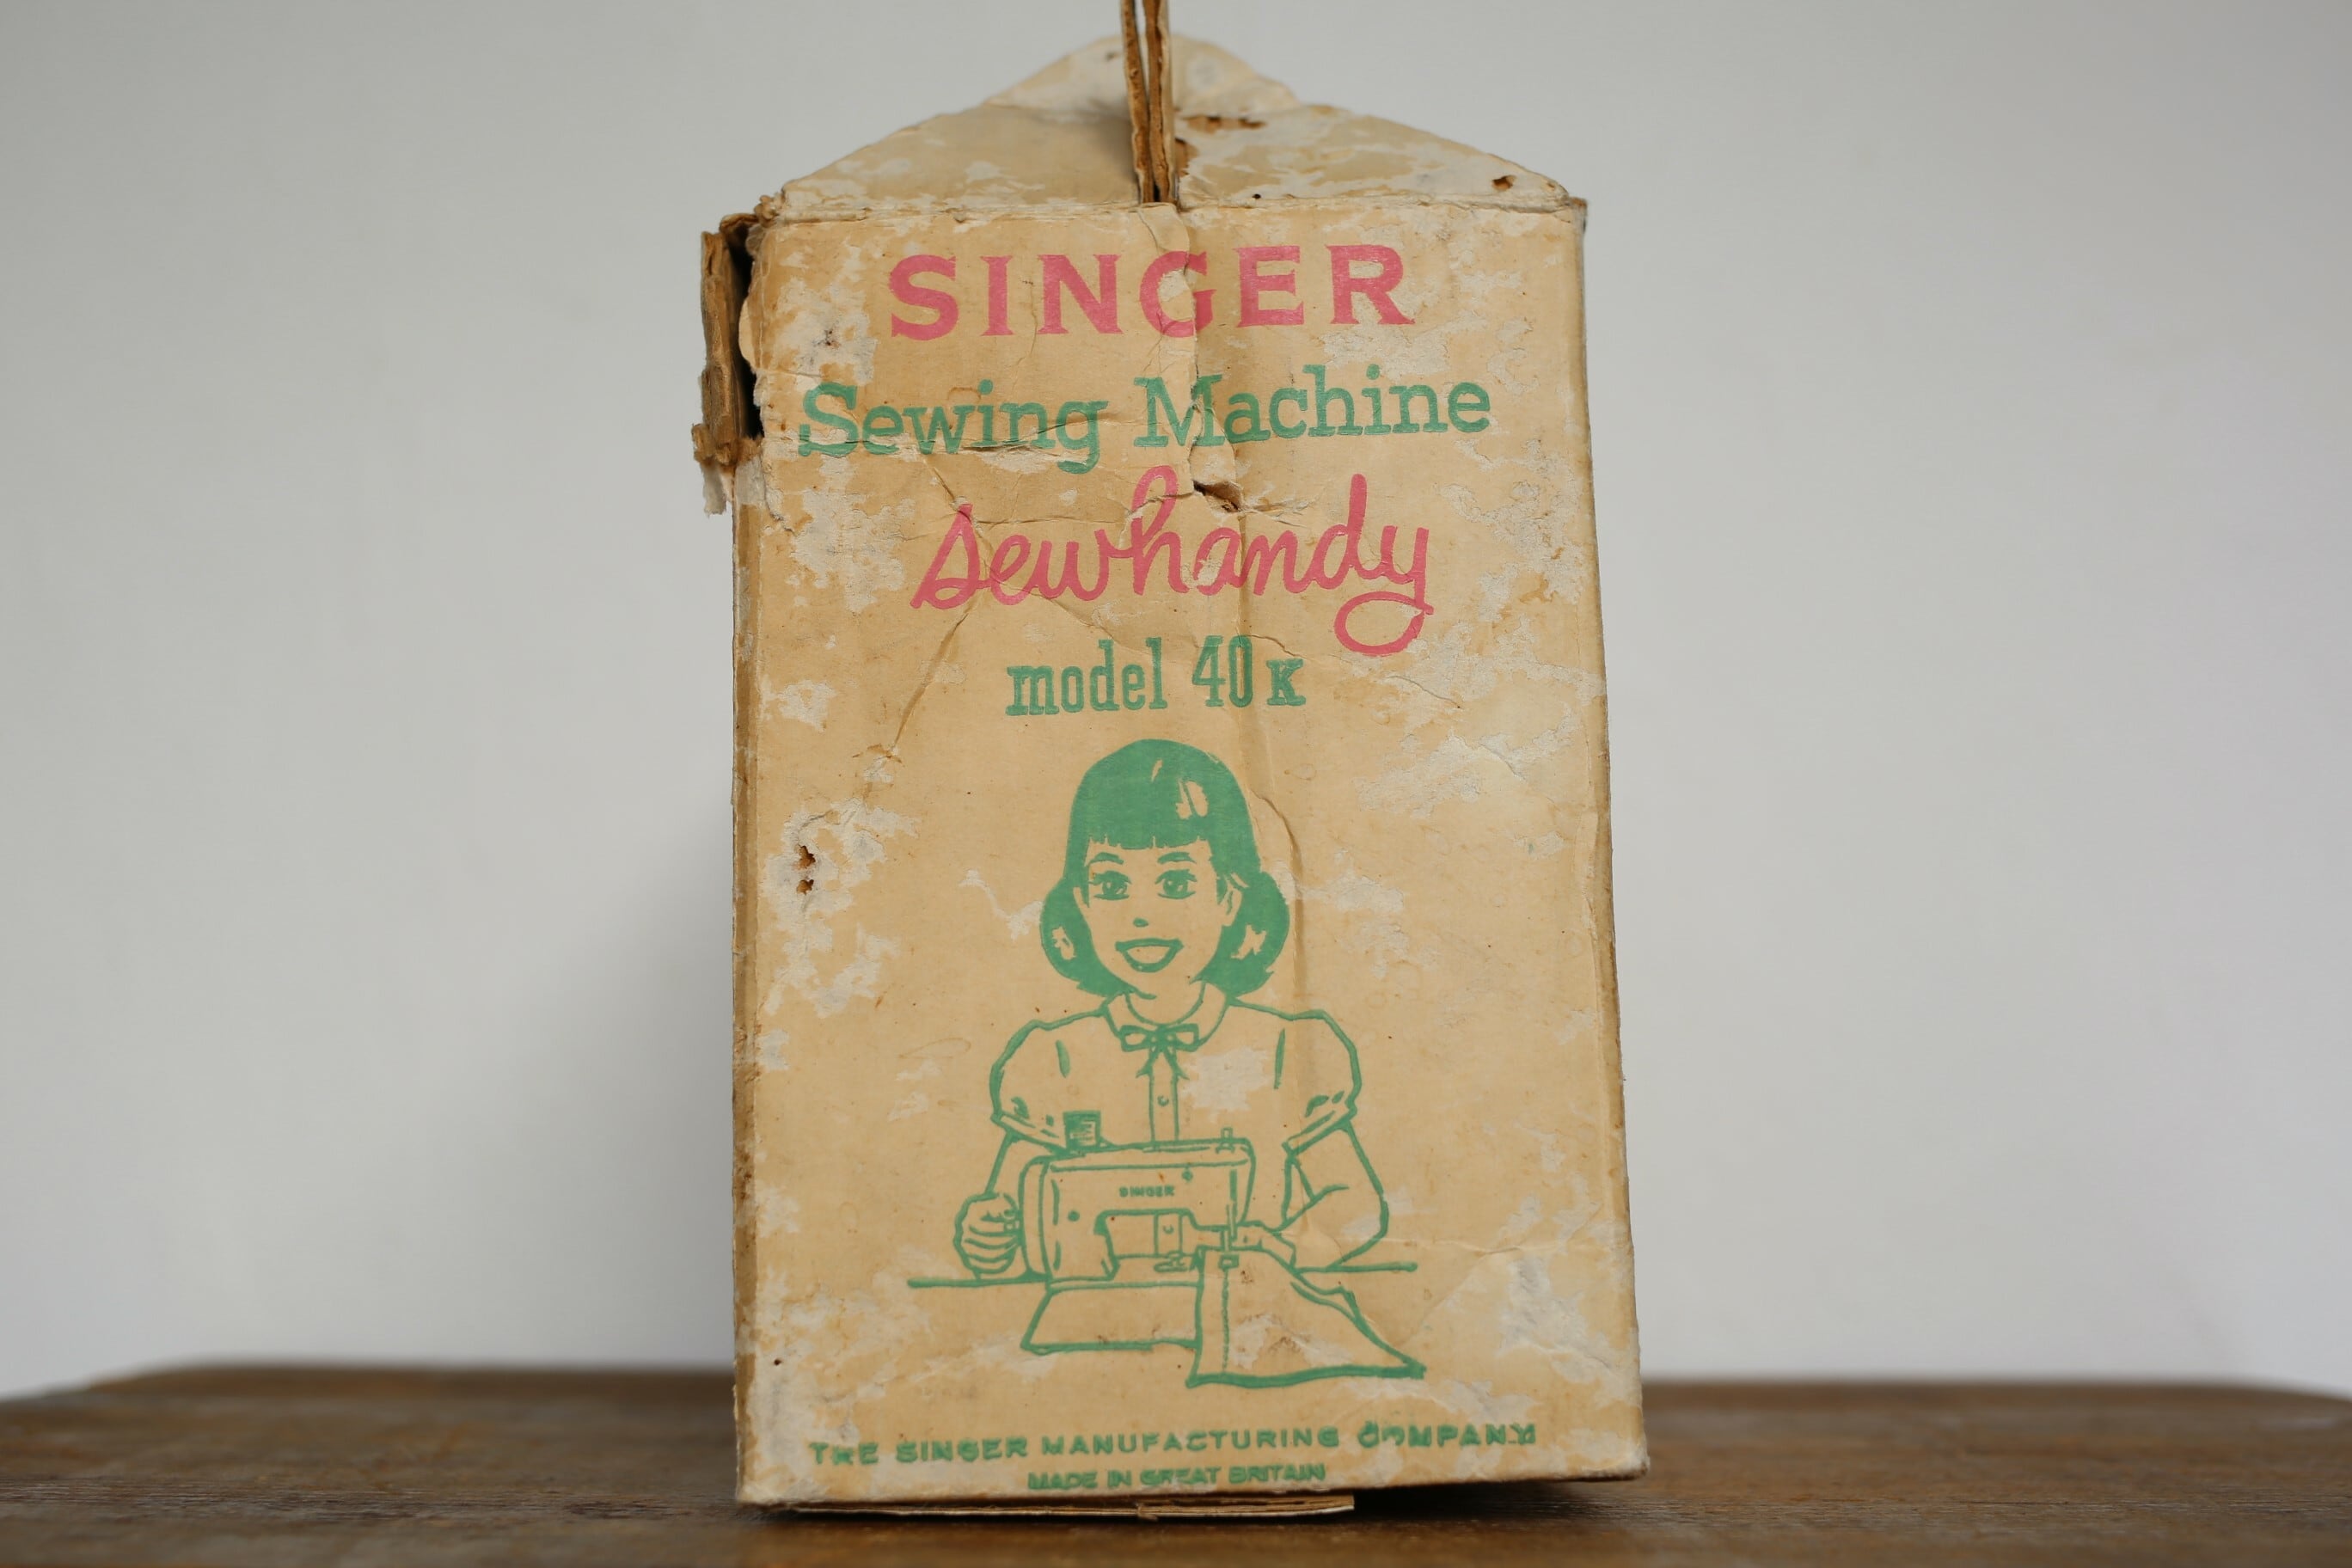 SINGER
Sewing Machine
sewhandy
model 40K
SINGER
THE SINGER MANUFACTURING COMPANY
MADE IN GREAT BRITAIN